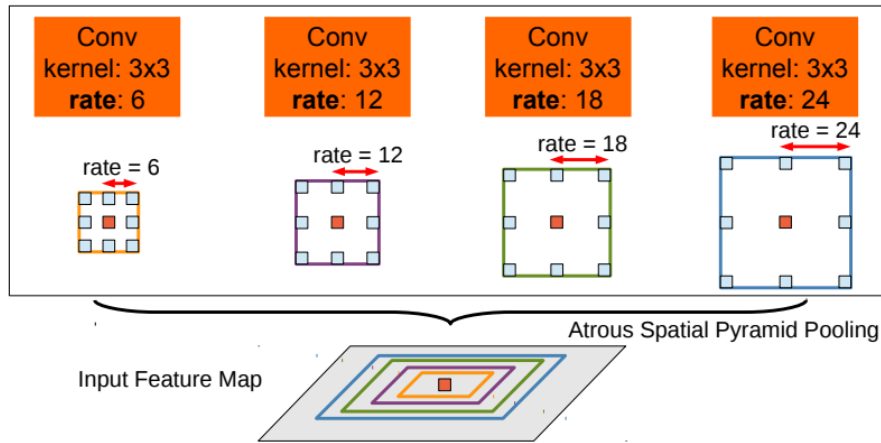 Conv
kernel: 3x3
rate: 6
Conv
kernel: 3x3
rate: 12
Conv
kernel: 3x3
rate: 18
Conv
kernel: 3x3
rate: 24
rate = 6
rate = 12
rate = 18
rate = 24
Atrous Spatial Pyramid Pooling
Input Feature Map